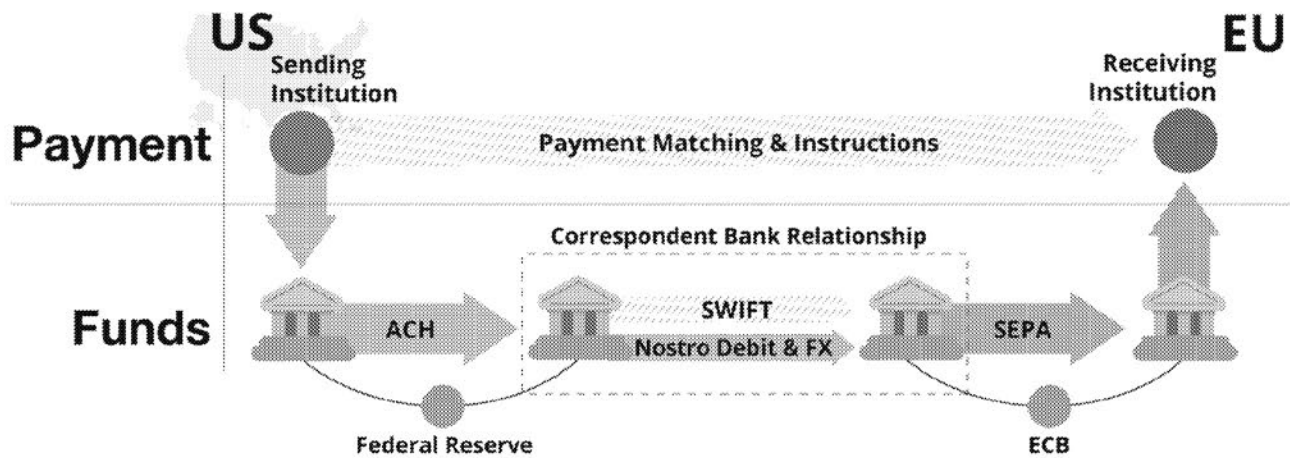 US
EU
Sending
Institution
Receiving
Institution
Payment
Payment Matching & Instructions
Correspondent Bank Relationship
Funds
ACH
SWIFT
Nostro Debit & FX
SEPA
Federal Reserve
ECB